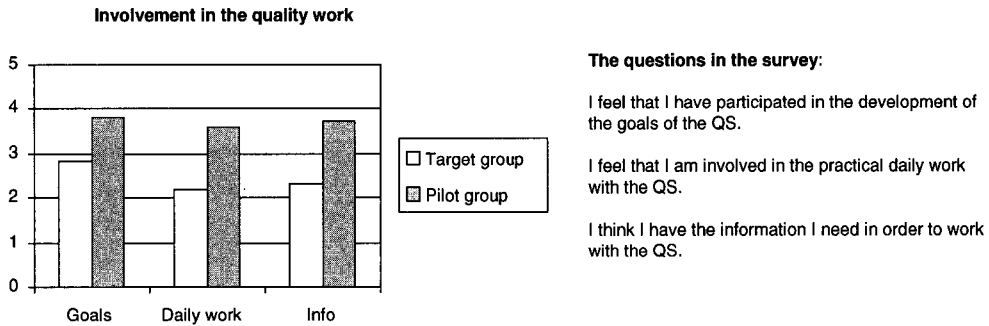 Involvement in the quality work
5
4
3
2
1
0
Goals
Daily work
Info
Target group
Pilot group
The questions in the survey:
I feel that I have participated in the development of
the goals of the QS.
I feel that I am involved in the practical daily work
with the QS.
I think I have the information I need in order to work
with the QS.